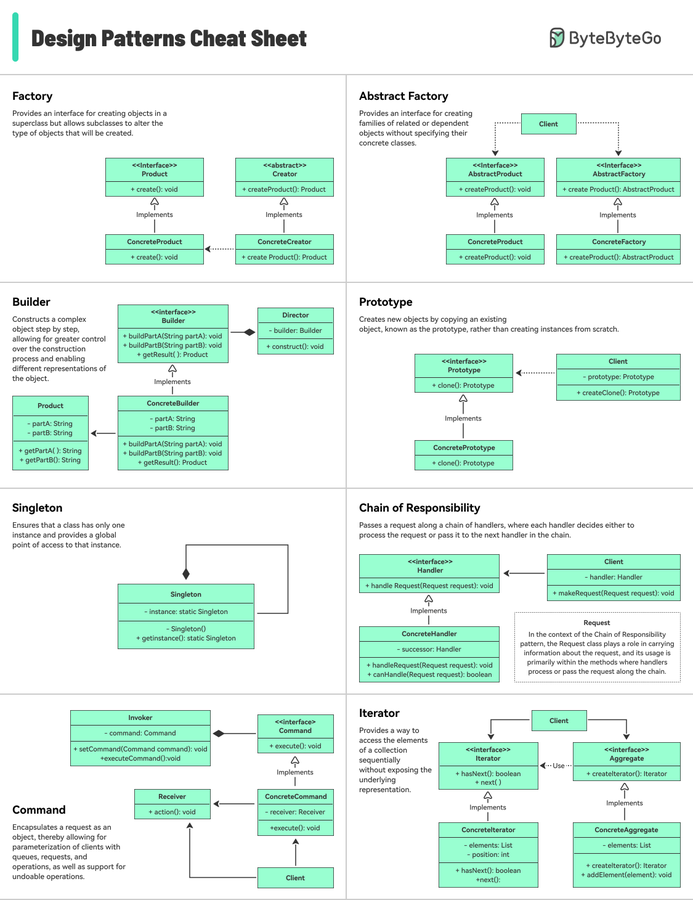 Design Patterns Cheat Sheet
ByteByteGo
Factory
Provides an interface for creating objects in a
superclass but allows subclasses to alter the
type of objects that will be created.
<<Interface>>
Product
+ create(): void
<<abstract>>
Creator
+ createProduct(): Product
Implements
Implements
ConcreteProduct
+ create(): void
ConcreteCreator
+ create Product(): Product
Abstract Factory
Provides an interface for creating
families of related or dependent
objects without specifying their
concrete classes.
Client
<<Interface>>
AbstractProduct
+ createProduct(): void
<<Interface>>
AbstractFactory
+ create Product(): AbstractProduct
Implements
Implements
ConcreteProduct
+ createProduct(): void
ConcreteFactory
+ createProduct(): AbstractProduct
Builder
Constructs a complex
object step by step,
allowing for greater control
over the construction
process and enabling
different representations of
the object.
<<interface>>
Builder
+ buildPartA(String partA): void
+ buildPartB(String partB): void
+ getResult( ): Product
Director
– builder: Builder
+ construct(): void
Implements
Product
– partA: String
– partB: String
+ getPartA( ): String
+ getPartB(): String
ConcreteBuilder
– partA: String
– partB: String
+ buildPartA(String partA): void
+ buildPartB(String partB): void
+ getResult(): Product
Prototype
Creates new objects by copying an existing
object, known as the prototype, rather than creating instances from scratch.
<<interface>>
Prototype
+ clone(): Prototype
Client
– prototype: Prototype
+ createClone(): Prototype
Implements
ConcretePrototype
+ clone(): Prototype
Singleton
Ensures that a class has only one
instance and provides a global
point of access to that instance.
Singleton
– instance: static Singleton
– Singleton()
+ getinstance(): static Singleton
Chain of Responsibility
Passes a request along a chain of handlers, where each handler decides either to
process the request or pass it to the next handler in the chain.
<<interface>>
Handler
+ handle Request(Request request): void
Client
– handler: Handler
+ makeRequest(Request request): void
Implements
ConcreteHandler
– successor: Handler
+ handleRequest(Request request): void
+ canHandle(Request request): boolean
Request
In the context of the Chain of Responsibility
pattern, the Request class plays a role in carrying
information about the request, and its usage is
primarily within the methods where handlers
process or pass the request along the chain.
Invoker
– command: Command
+ setCommand(Command command): void
+executeCommand():void
<<interface>
Command
+ execute(): void
Implements
Receiver
+ action(): void
ConcreteCommand
– receiver: Receiver
+execute(): void
Client
Command
Encapsulates a request as an
object, thereby allowing for
parameterization of clients with
queues, requests, and
operations, as well as support for
undoable operations.
Iterator
Provides a way to
access the elements
of a collection
sequentially
without exposing the
underlying
representation.
Client
<<interface>>
Iterator
+ hasNext(): boolean
+ next( )
Use
<<interface>>
Aggregate
+ createIterator(): Iterator
Implements
Implements
ConcreteIterator
– elements: List
– position: int
+ hasNext(): boolean
+next():
ConcreteAggregate
– elements: List
+ createIterator(): Iterator
+ addElement(element): void